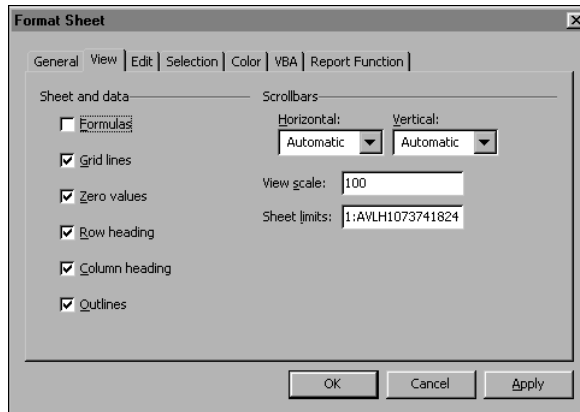 Format Sheet
General View Edit Selection Color VBA Report Function
Sheet and data
Formulas
Grid lines
Zero values
Row heading
Column heading
Outlines
Scrollbars
Horizontal: Vertical:
Automatic Automatic
View scale: 100
Sheet limits: 1:AVLH1073741824
OK Cancel Apply